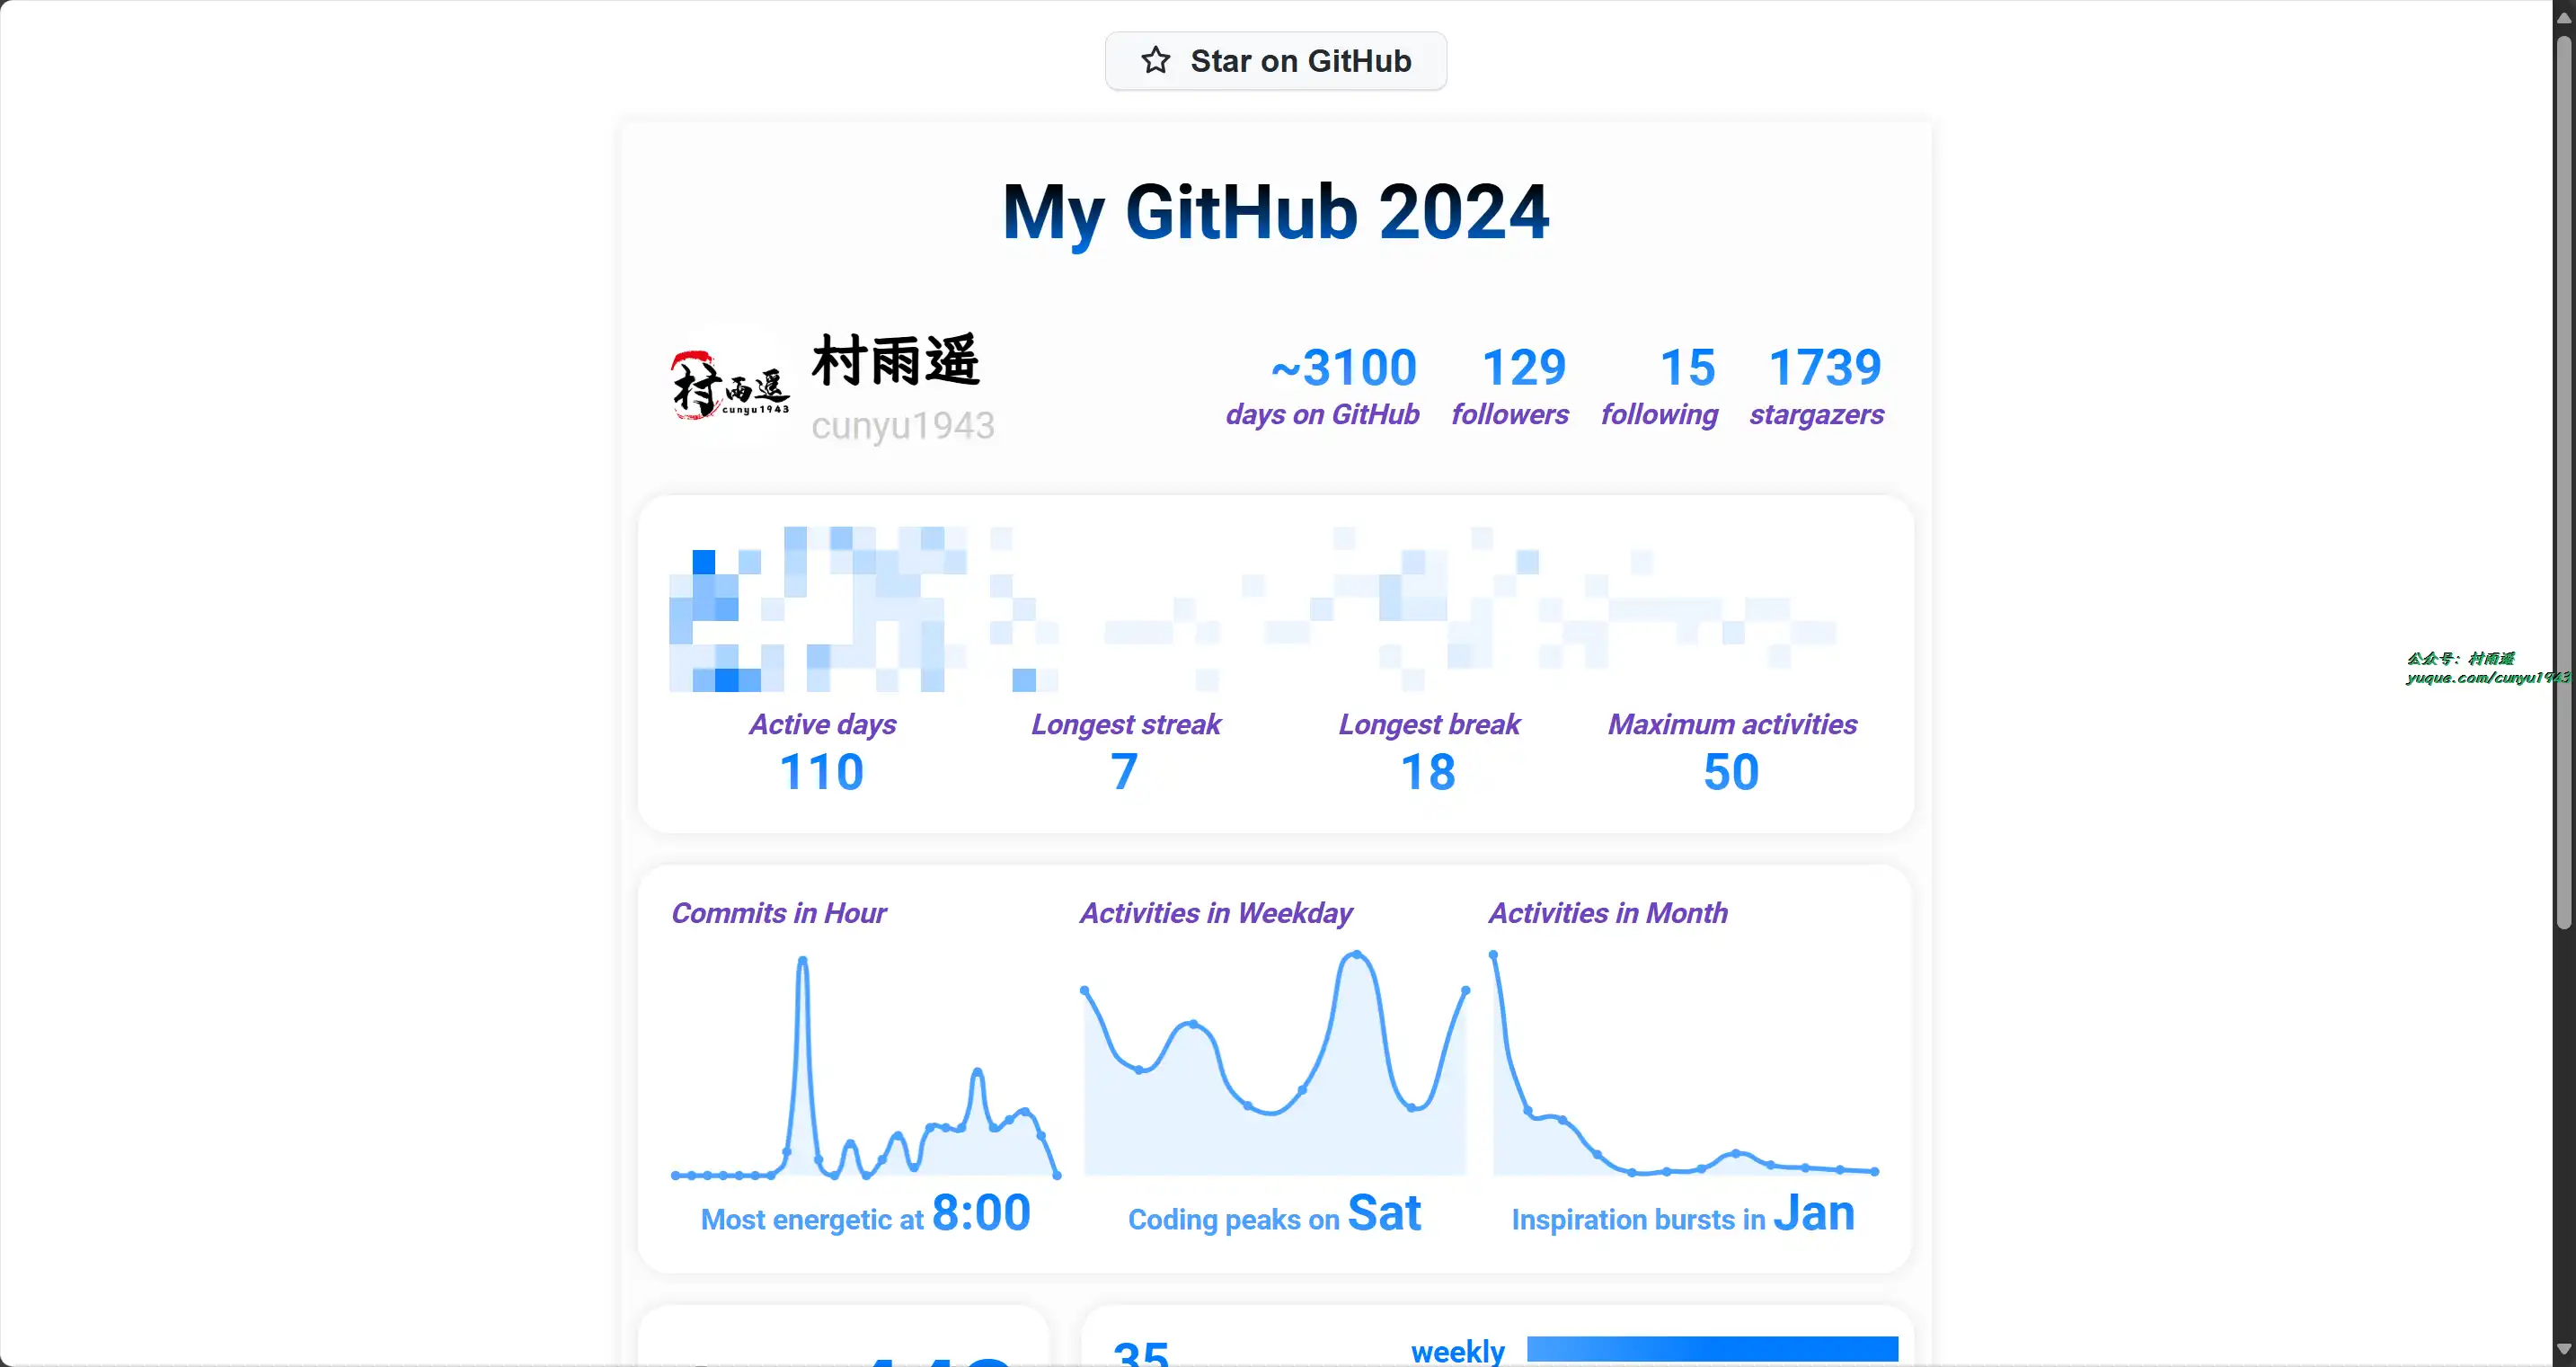 Star on GitHub
My GitHub 2024
村雨遥
cunyu1943
村雨遥
cunyu1943
~3100 129 15 1739
days on GitHub followers following stargazers
Active days Longest streak Longest break Maximum activities
110 7 18 50
Commits in Hour Activities in Weekday Activities in Month
Most energetic at 8:00 Coding peaks on Sat Inspiration bursts in Jan
35 weekly
公众号：村雨遥
yuque.com/cunyu1943